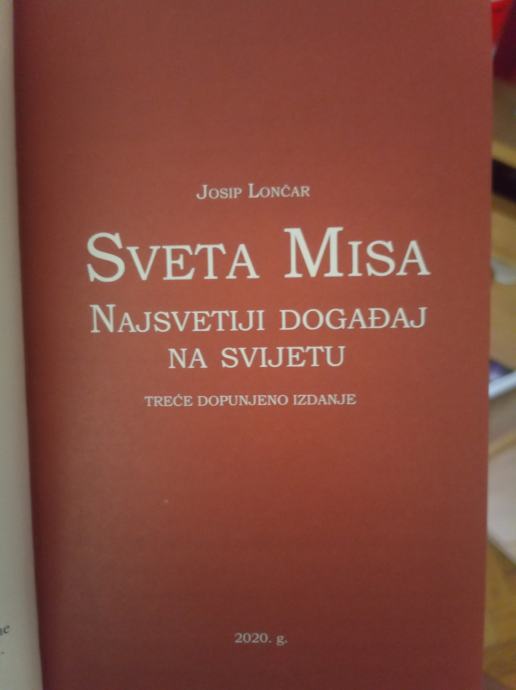 Josip Lončar
Sveta Misa
Najsvetiji događaj
na svijetu
treće dopunjeno izdanje
2020. g.